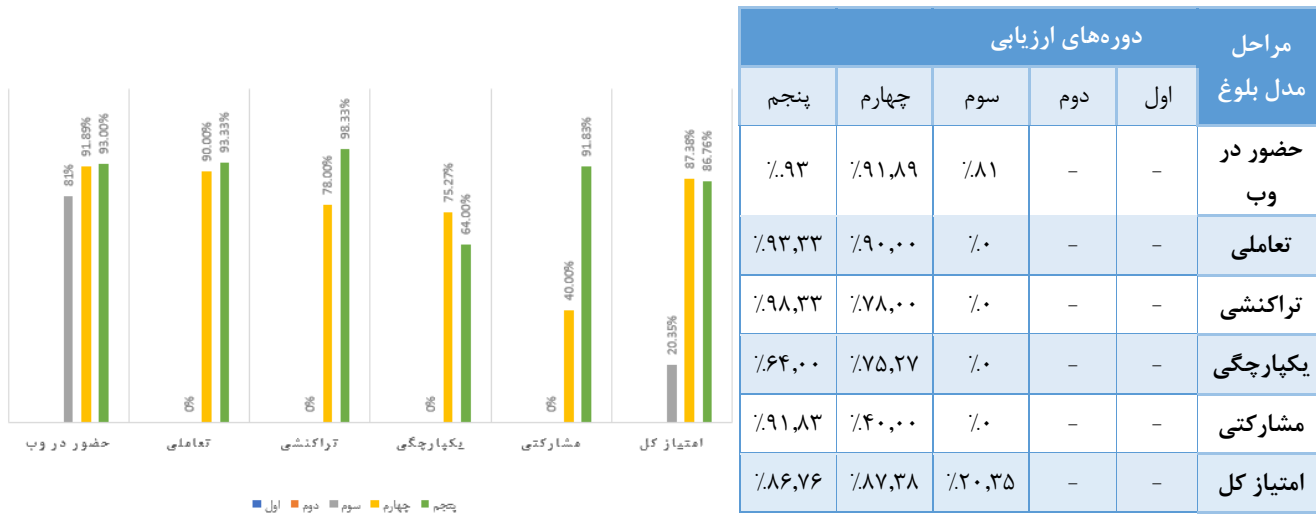 81%
91.89%
93.00%
0%
90.00%
93.33%
0%
78.00%
98.33%
0%
75.27%
64.00%
0%
40.00%
91.83%
20.35%
87.38%
86.76%
حضور در وب
تعاملی
تراکنشی
یکپارچگی
مشارکتی
امتیاز کل
اول دوم سوم چهارم پنجم
مراحل
مدل بلوغ
دوره‌های ارزیابی
اول دوم سوم چهارم پنجم
حضور در
وب
– – ٪۸۱ ٪۹۱,۸۹ ٪.۹۳
تعاملی – – ٪۰ ٪۹۰,۰۰ ٪۹۳,۳۳
تراکنشی – – ٪۰ ٪۷۸,۰۰ ٪۹۸,۳۳
یکپارچگی – – ٪۰ ٪۷۵,۲۷ ٪۶۴,۰۰
مشارکتی – – ٪۰ ٪۴۰,۰۰ ٪۹۱,۸۳
امتیاز کل – – ٪۲۰,۳۵ ٪۸۷,۳۸ ٪۸۶,۷۶